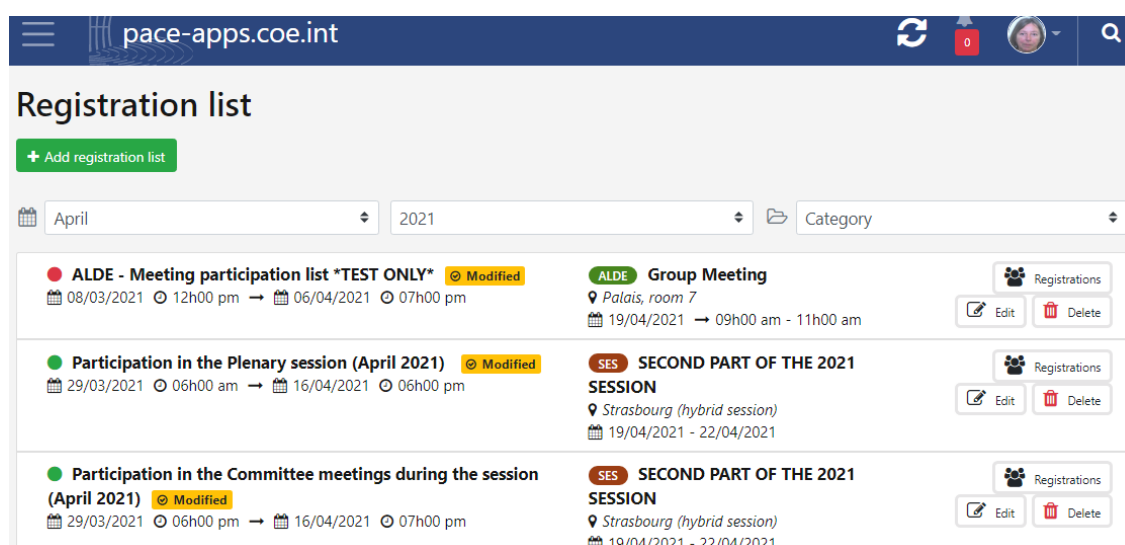 pace-apps.coe.int
0
Registration list
Add registration list
April
2021
Category
ALDE - Meeting participation list *TEST ONLY* Modified
08/03/2021 12h00 pm → 06/04/2021 07h00 pm
ALDE Group Meeting
Palais, room 7
19/04/2021 → 09h00 am - 11h00 am
Registrations
Edit Delete
Participation in the Plenary session (April 2021) Modified
29/03/2021 06h00 am → 16/04/2021 06h00 pm
SES SECOND PART OF THE 2021
SESSION
Strasbourg (hybrid session)
19/04/2021 - 22/04/2021
Registrations
Edit Delete
Participation in the Committee meetings during the session
(April 2021) Modified
29/03/2021 06h00 pm → 16/04/2021 07h00 pm
SES SECOND PART OF THE 2021
SESSION
Strasbourg (hybrid session)
19/04/2021 - 22/04/2021
Registrations
Edit Delete